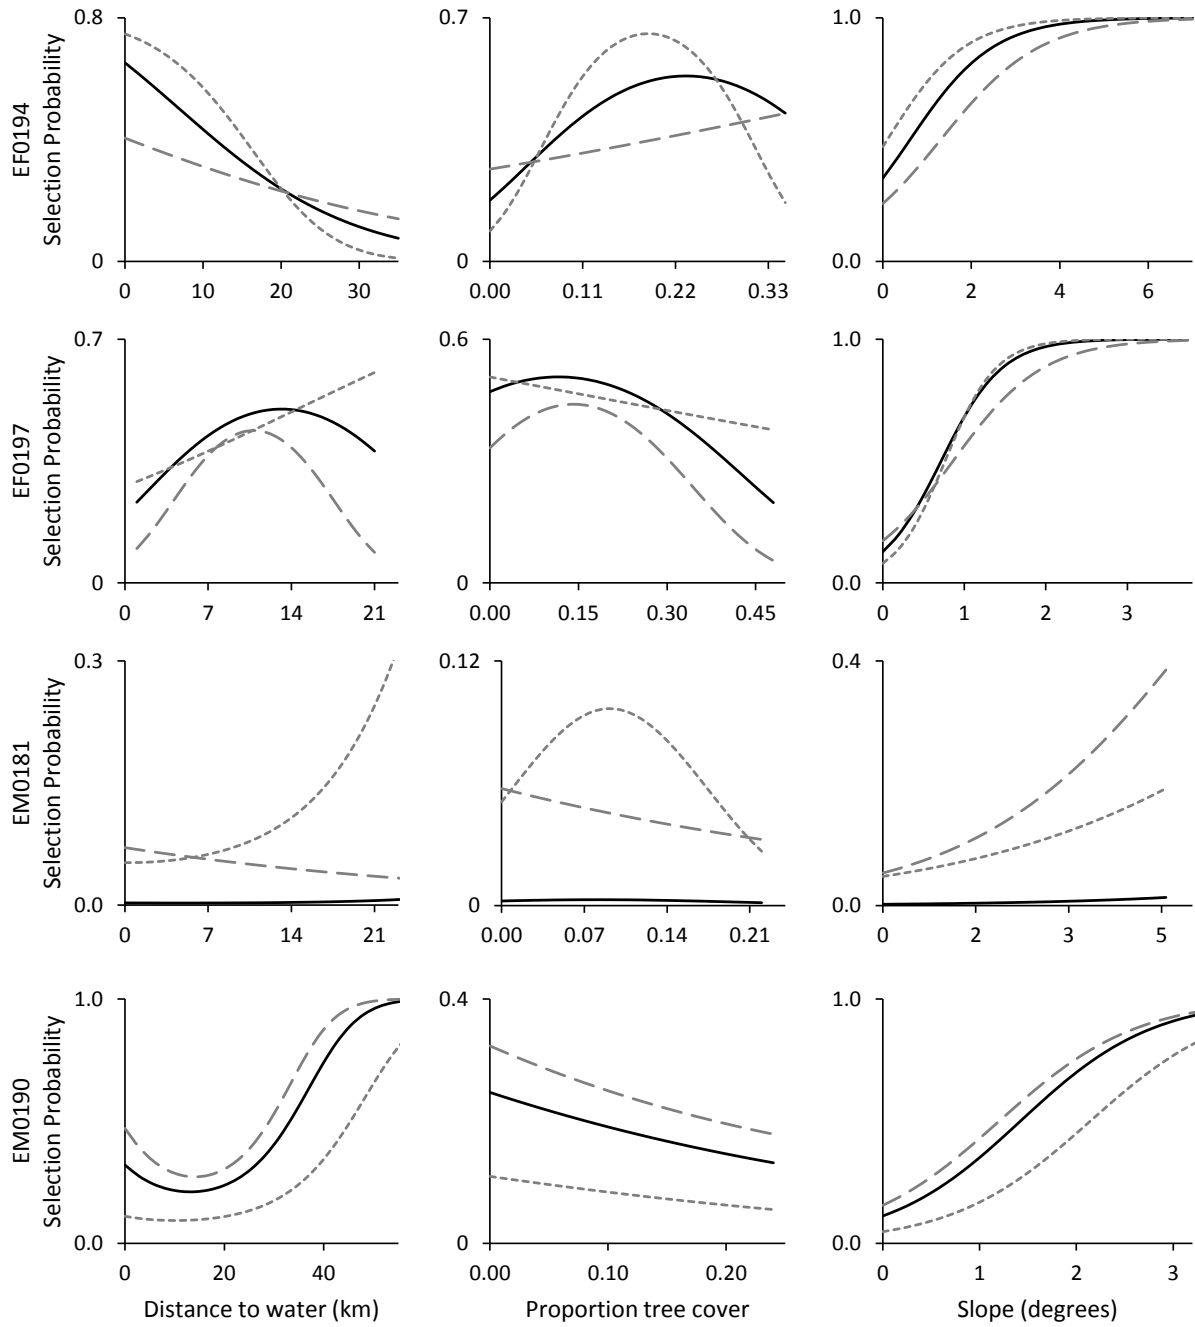 EF0194
Selection Probability
0.8
0
0 10 20 30
0.7
0
0.00 0.11 0.22 0.33
1.0
0.0
0 2 4 6
EF0197
Selection Probability
0.7
0
0 7 14 21
0.6
0
0.00 0.15 0.30 0.45
1.0
0.0
0 1 2 3
EM0181
Selection Probability
0.3
0.0
0 7 14 21
0.12
0
0.00 0.07 0.14 0.21
0.4
0.0
0 2 3 5
EM0190
Selection Probability
1.0
0.0
0 20 40
Distance to water (km)
0.4
0
0.00 0.10 0.20
Proportion tree cover
1.0
0.0
0 1 2 3
Slope (degrees)